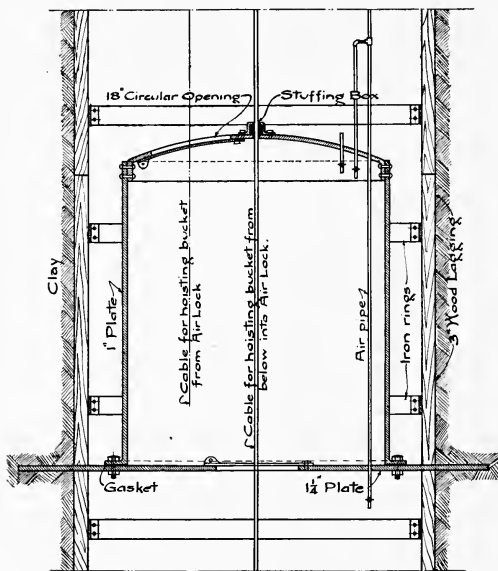 18" Circular Opening
Stuffing Box
Clay
1" Plate
Cable for hoisting bucket
from Air Lock
Cable for hoisting bucket from
below into Air Lock.
Air pipe
Iron rings
3" Wood Lagging
Gasket
1¼" Plate